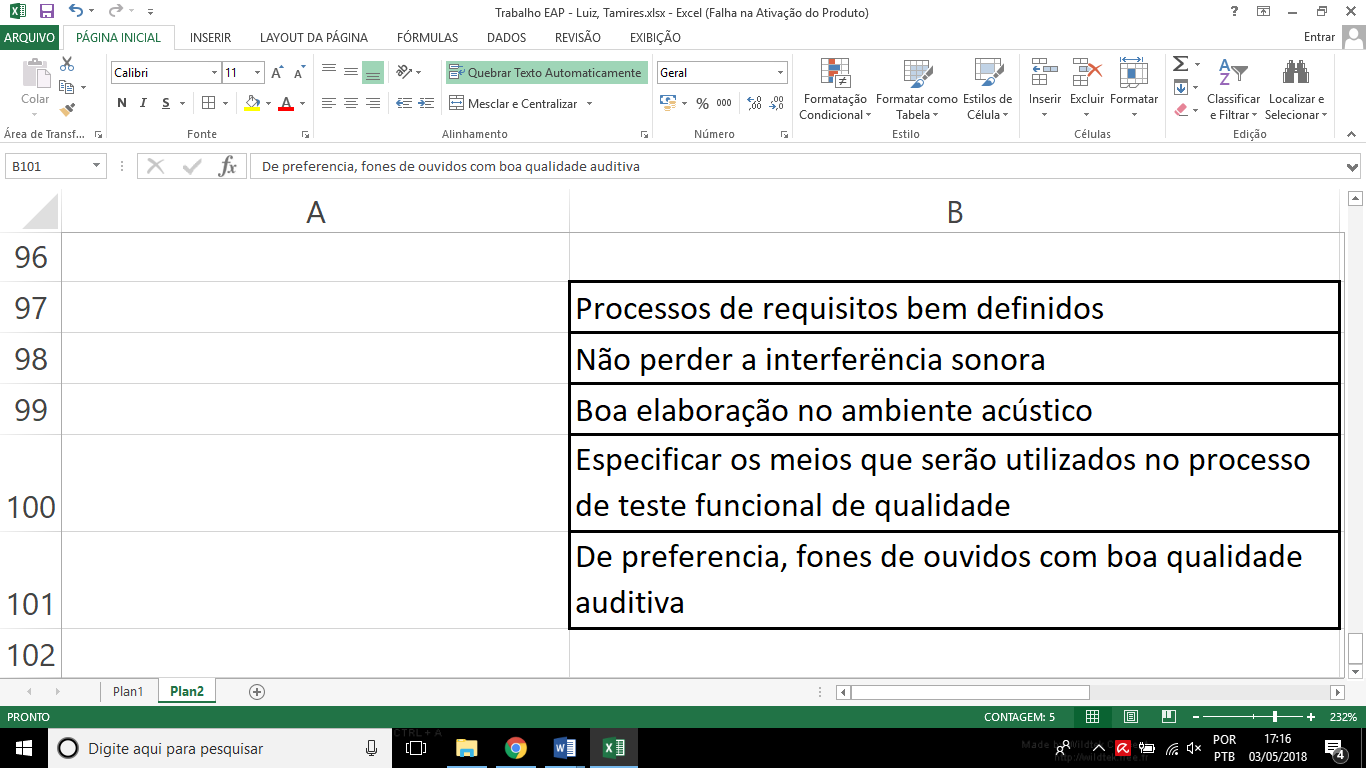 Trabalho EAP - Luiz, Tamires.xlsx - Excel (Falha na Ativação do Produto)
ARQUIVO PÁGINA INICIAL INSERIR LAYOUT DA PÁGINA FÓRMULAS DADOS REVISÃO EXIBIÇÃO Entrar
Colar
Calibri 11
N I S
Quebrar Texto Automaticamente
Mesclar e Centralizar
Geral
% 000
Formatação Condicional
Formatar como Tabela
Estilos de Célula
Inserir Excluir Formatar
Classificar e Filtrar
Localizar e Selecionar
Área de Transf... Fonte Alinhamento Número Estilo Células Edição
B101 fx De preferencia, fones de ouvidos com boa qualidade auditiva
A B
96
97 Processos de requisitos bem definidos
98 Não perder a interferëncia sonora
99 Boa elaboração no ambiente acústico
Especificar os meios que serão utilizados no processo
100 de teste funcional de qualidade
De preferencia, fones de ouvidos com boa qualidade
101 auditiva
102
Plan1 Plan2
PRONTO CONTAGEM: 5 232%
CTRL + A
Digite aqui para pesquisar
POR 17:16
PTB 03/05/2018 4